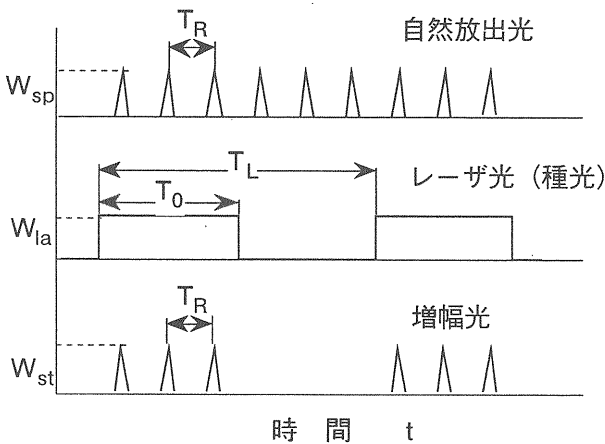 T_R
自然放出光
W_sp
T_L
レーザ光（種光）
T_0
W_la
T_R
増幅光
W_st
時 間 t